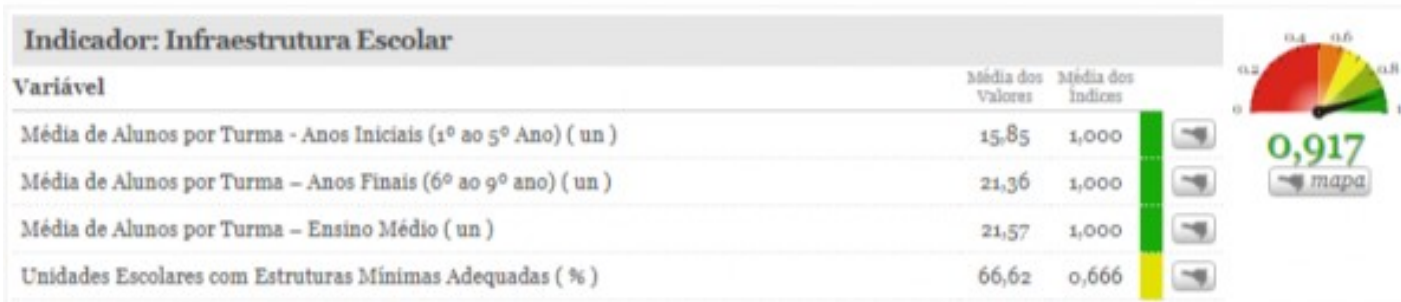 Indicador: Infraestrutura Escolar
Variável Média dos Valores Média dos Índices
Média de Alunos por Turma - Anos Iniciais (1º ao 5º Ano) ( un ) 15,85 1,000
Média de Alunos por Turma – Anos Finais (6º ao 9º ano) ( un ) 21,36 1,000
Média de Alunos por Turma – Ensino Médio ( un ) 21,57 1,000
Unidades Escolares com Estruturas Mínimas Adequadas ( % ) 66,62 0,666
0 0,2 0,4 0,6 0,8 1
0,917
mapa